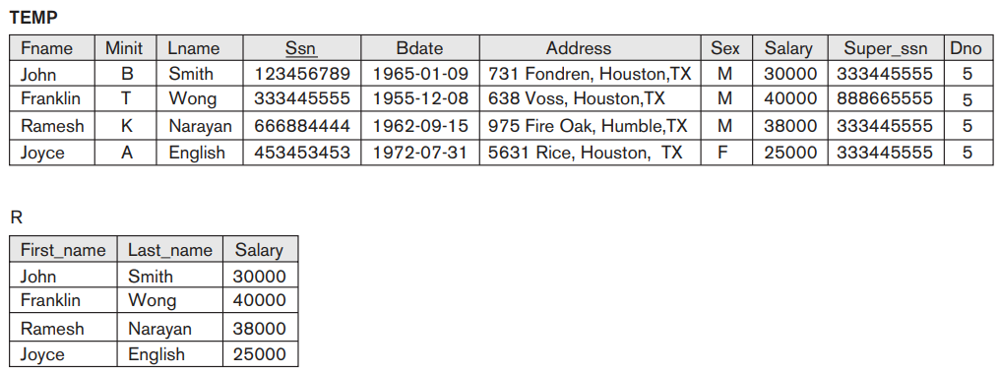 TEMP
Fname Minit Lname Ssn Bdate Address Sex Salary Super_ssn Dno
John B Smith 123456789 1965-01-09 731 Fondren, Houston,TX M 30000 333445555 5
Franklin T Wong 333445555 1955-12-08 638 Voss, Houston,TX M 40000 888665555 5
Ramesh K Narayan 666884444 1962-09-15 975 Fire Oak, Humble,TX M 38000 333445555 5
Joyce A English 453453453 1972-07-31 5631 Rice, Houston, TX F 25000 333445555 5
R
First_name Last_name Salary
John Smith 30000
Franklin Wong 40000
Ramesh Narayan 38000
Joyce English 25000